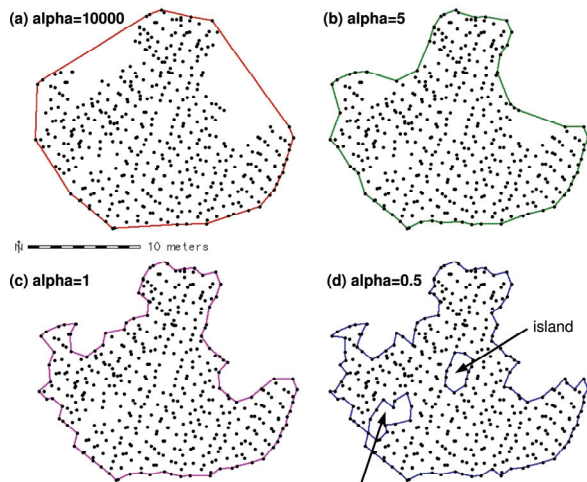 (a) alpha=10000
(b) alpha=5
N 10 meters
(c) alpha=1
(d) alpha=0.5
island